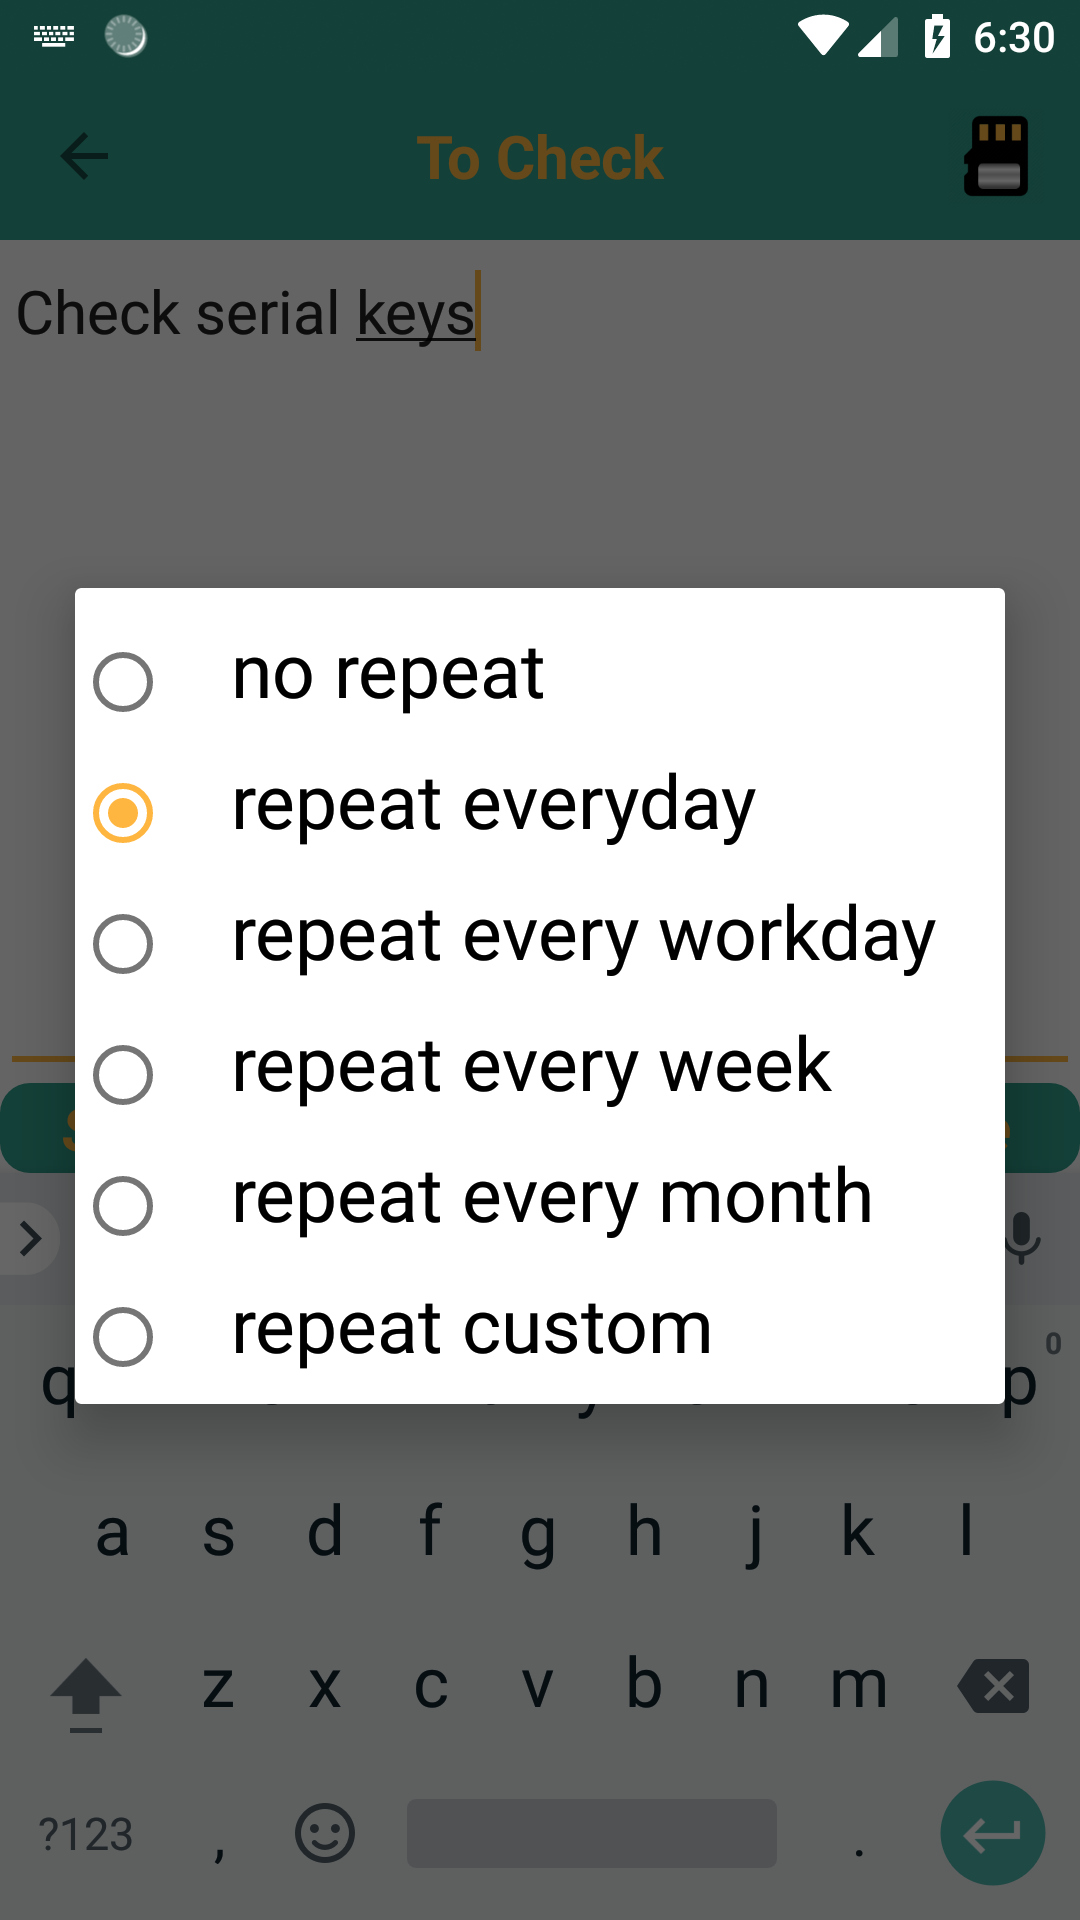 6:30
To Check
Check serial keys
no repeat
repeat everyday
repeat every workday
repeat every week
repeat every month
repeat custom
0
q p
a s d f g h j k l
z x c v b n m
?123 , .